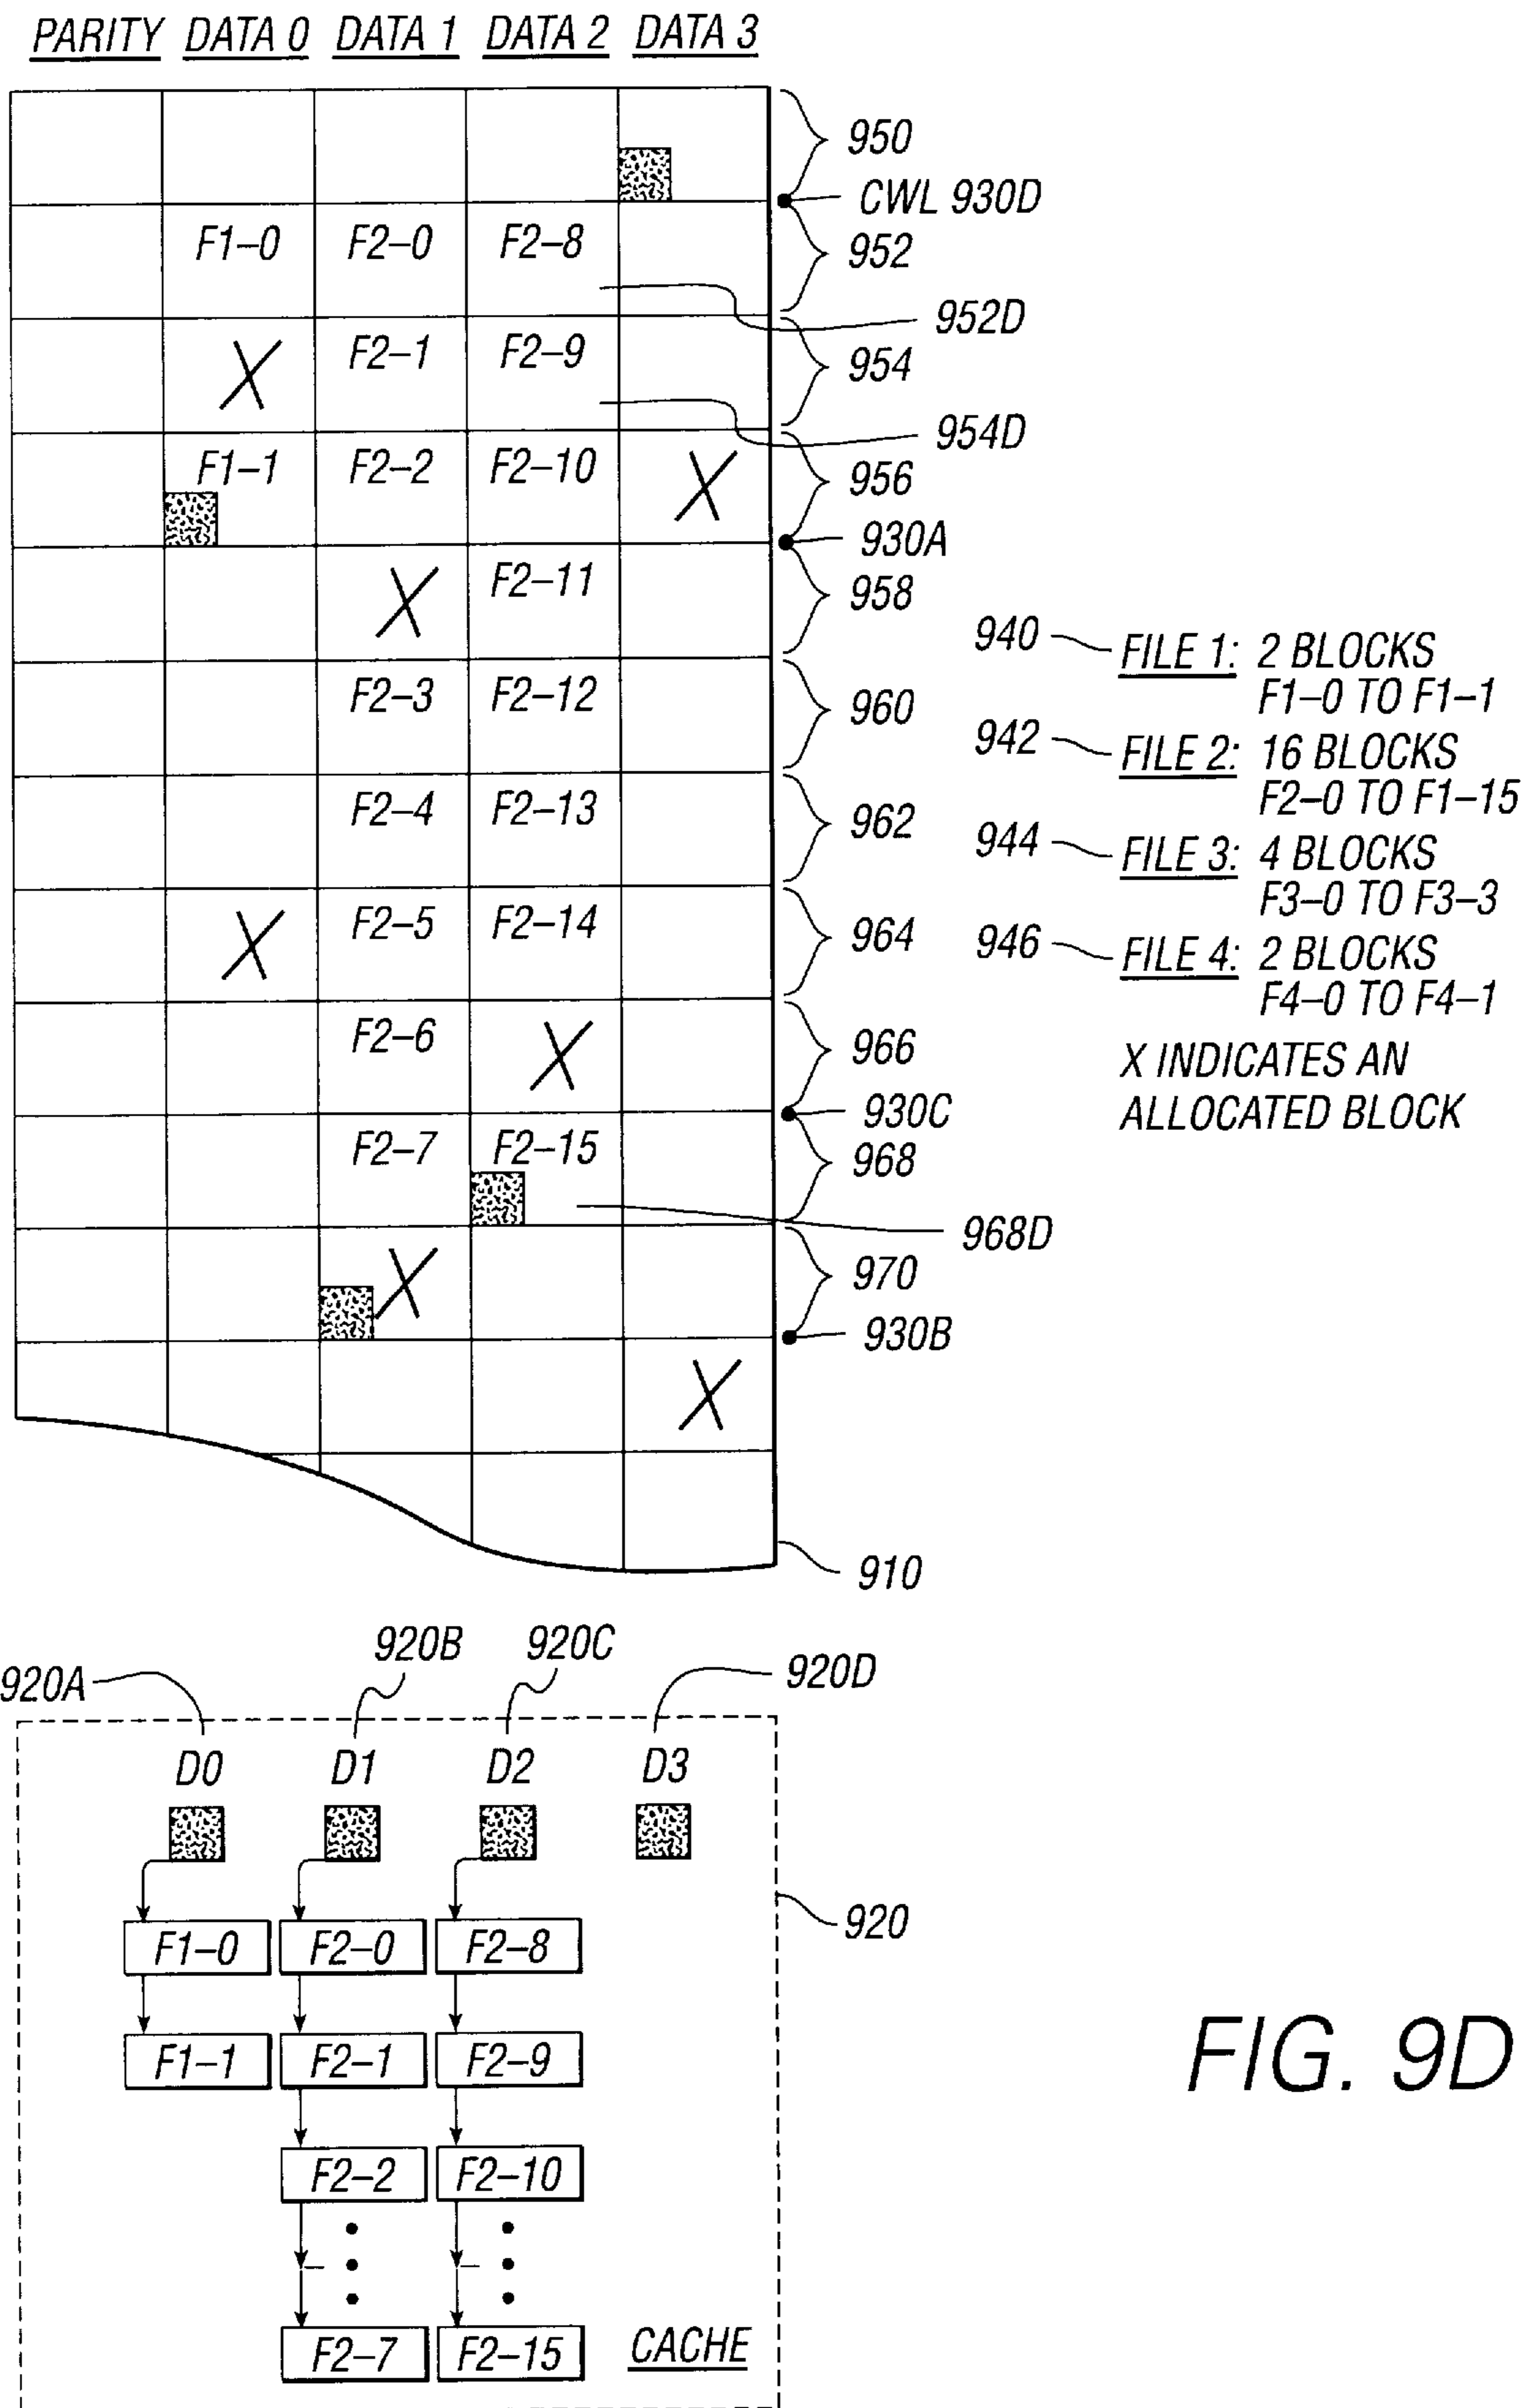 PARITY DATA 0 DATA 1 DATA 2 DATA 3
950
CWL 930D
F1–0 F2–0 F2–8 952
952D
X F2–1 F2–9 954
954D
F1–1 F2–2 F2–10 X 956
930A
X F2–11 958
940 FILE 1: 2 BLOCKS
F1–0 TO F1–1
F2–3 F2–12 960
942 FILE 2: 16 BLOCKS
F2–0 TO F1–15
F2–4 F2–13 962
944 FILE 3: 4 BLOCKS
F3–0 TO F3–3
X F2–5 F2–14 964
946 FILE 4: 2 BLOCKS
F4–0 TO F4–1
F2–6 X 966
X INDICATES AN
ALLOCATED BLOCK
930C
F2–7 F2–15 968
968D
X 970
930B
X
910
920A 920B 920C 920D
D0 D1 D2 D3
920
F1–0 F2–0 F2–8
F1–1 F2–1 F2–9
F2–2 F2–10
F2–7 F2–15 CACHE
FIG. 9D